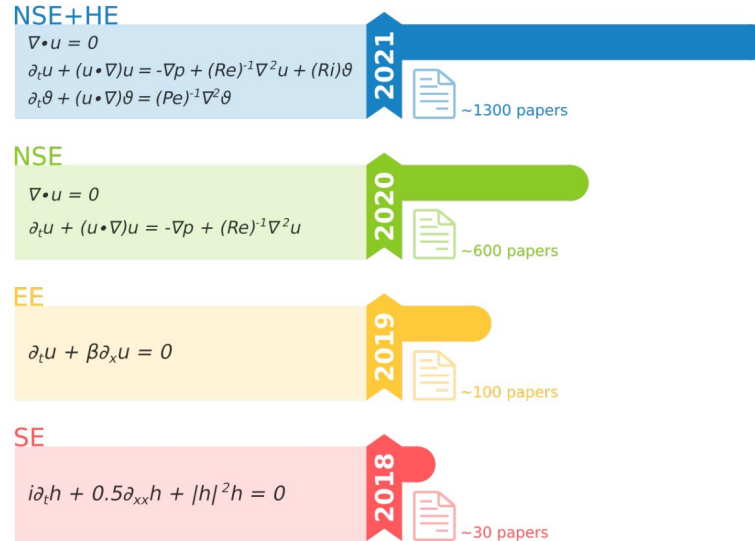 NSE+HE
∇•u = 0
∂ₜu + (u•∇)u = -∇p + (Re)⁻¹∇²u + (Ri)ϑ
∂ₜϑ + (u•∇)ϑ = (Pe)⁻¹∇²ϑ
2021
~1300 papers
NSE
∇•u = 0
∂ₜu + (u•∇)u = -∇p + (Re)⁻¹∇²u
2020
~600 papers
EE
∂ₜu + β∂ₓu = 0
2019
~100 papers
SE
i∂ₜh + 0.5∂ₓₓh + |h|²h = 0
2018
~30 papers